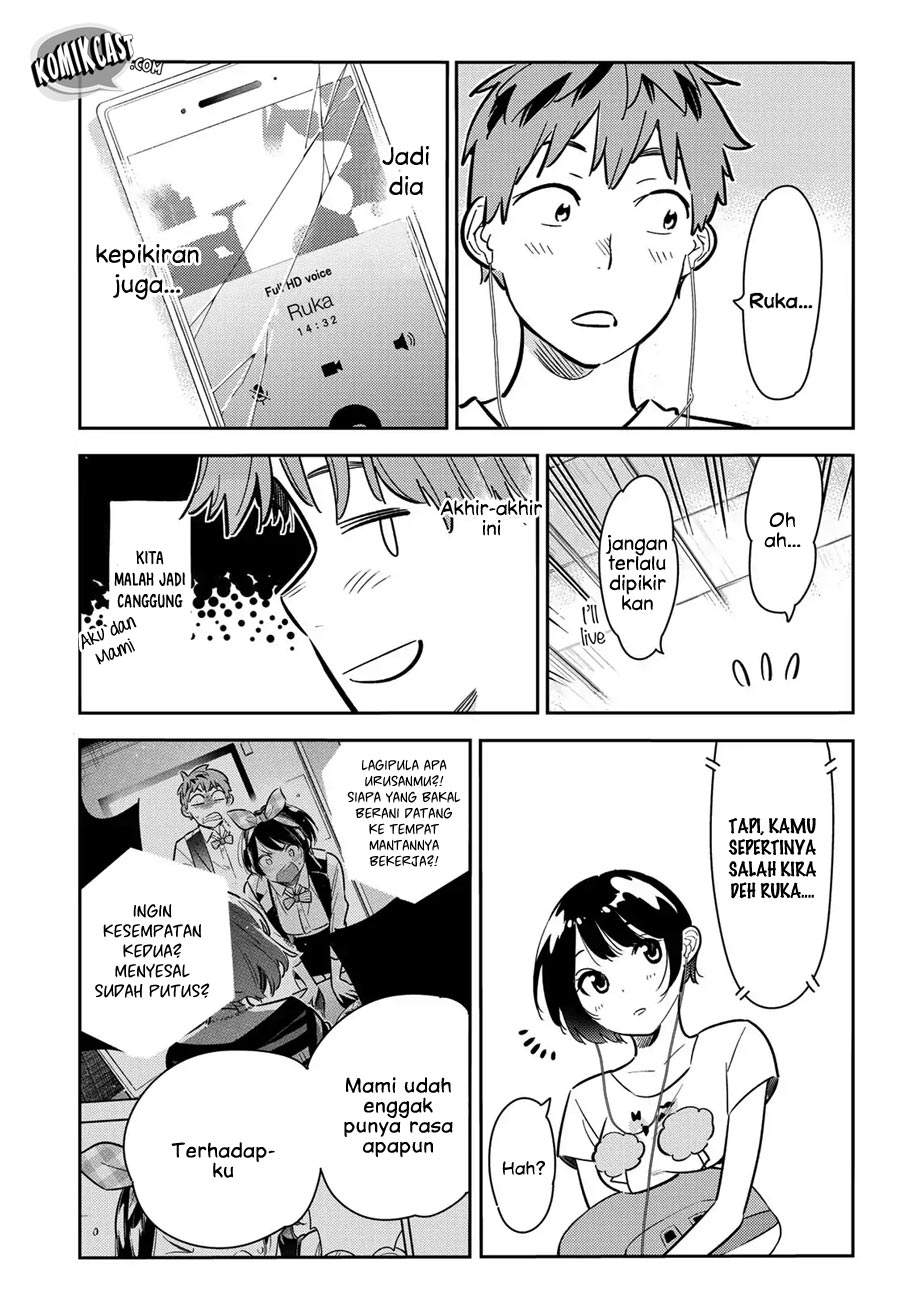 KOMIKCAST
.COM
Ruka...
Jadi
dia
kepikiran
juga...
Full HD voice
Ruka
14:32
Oh
ah...
jangan
terlalu
dipikir
kan
I'll
live
Akhir-akhir
ini
KITA
MALAH JADI
CANGGUNG
Aku dan
Mami
TAPI, KAMU
SEPERTINYA
SALAH KIRA
DEH RUKA....
Hah?
LAGIPULA APA
URUSANMU?!
SIAPA YANG BAKAL
BERANI DATANG
KE TEMPAT
MANTANNYA
BEKERJA?!
INGIN
KESEMPATAN
KEDUA?
MENYESAL
SUDAH PUTUS?
Mami udah
enggak
punya rasa
apapun
Terhadap-
ku